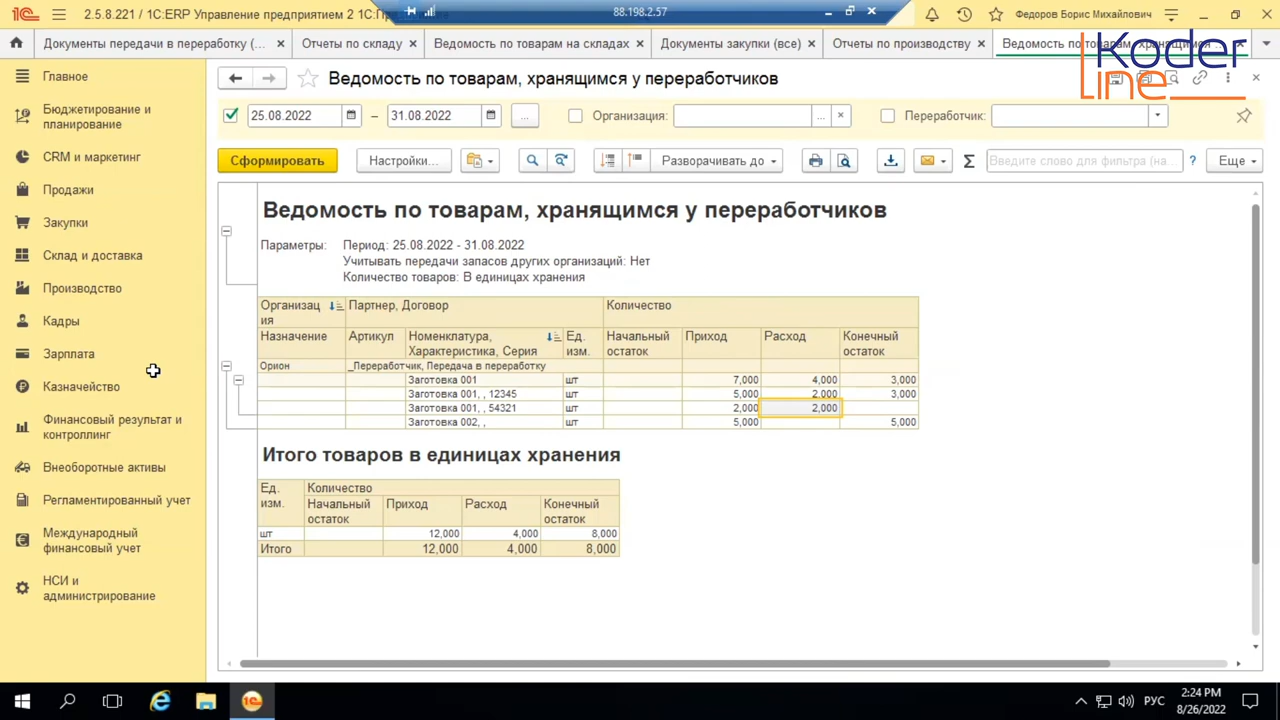 2.5.8.221 / 1С:ERP Управление предприятием 2 1С:Пр
88.198.2.57
Федоров Борис Михайлович
Документы передачи в переработку (...
Отчеты по складу
Ведомость по товарам на складах
Документы закупки (все)
Отчеты по производству
Ведомость по товарам, хранящимся
Koder
line
Главное
Бюджетирование и
планирование
CRM и маркетинг
Продажи
Закупки
Склад и доставка
Производство
Кадры
Зарплата
Казначейство
Финансовый результат и
контроллинг
Внеоборотные активы
Регламентированный учет
Международный
финансовый учет
НСИ и
администрирование
Ведомость по товарам, хранящимся у переработчиков
25.08.2022 – 31.08.2022 ... Организация: ... Переработчик:
Сформировать Настройки... Разворачивать до Введите слово для фильтра (на... ? Еще
Ведомость по товарам, хранящимся у переработчиков
Параметры: Период: 25.08.2022 - 31.08.2022
Учитывать передачи запасов других организаций: Нет
Количество товаров: В единицах хранения
Организац Партнер, Договор Количество
ия
Номенклатура, Ед. Начальный Приход Расход Конечный
Назначение Артикул Характеристика, Серия изм. остаток остаток
Орион _Переработчик, Передача в переработку
Заготовка 001 шт 7,000 4,000 3,000
Заготовка 001, , 12345 шт 5,000 2,000 3,000
Заготовка 001, , 54321 шт 2,000 2,000
Заготовка 002, , шт 5,000 5,000
Итого товаров в единицах хранения
Ед. Количество
изм. Начальный Приход Расход Конечный
остаток остаток
шт 12,000 4,000 8,000
Итого 12,000 4,000 8,000
РУС
2:24 PM
8/26/2022